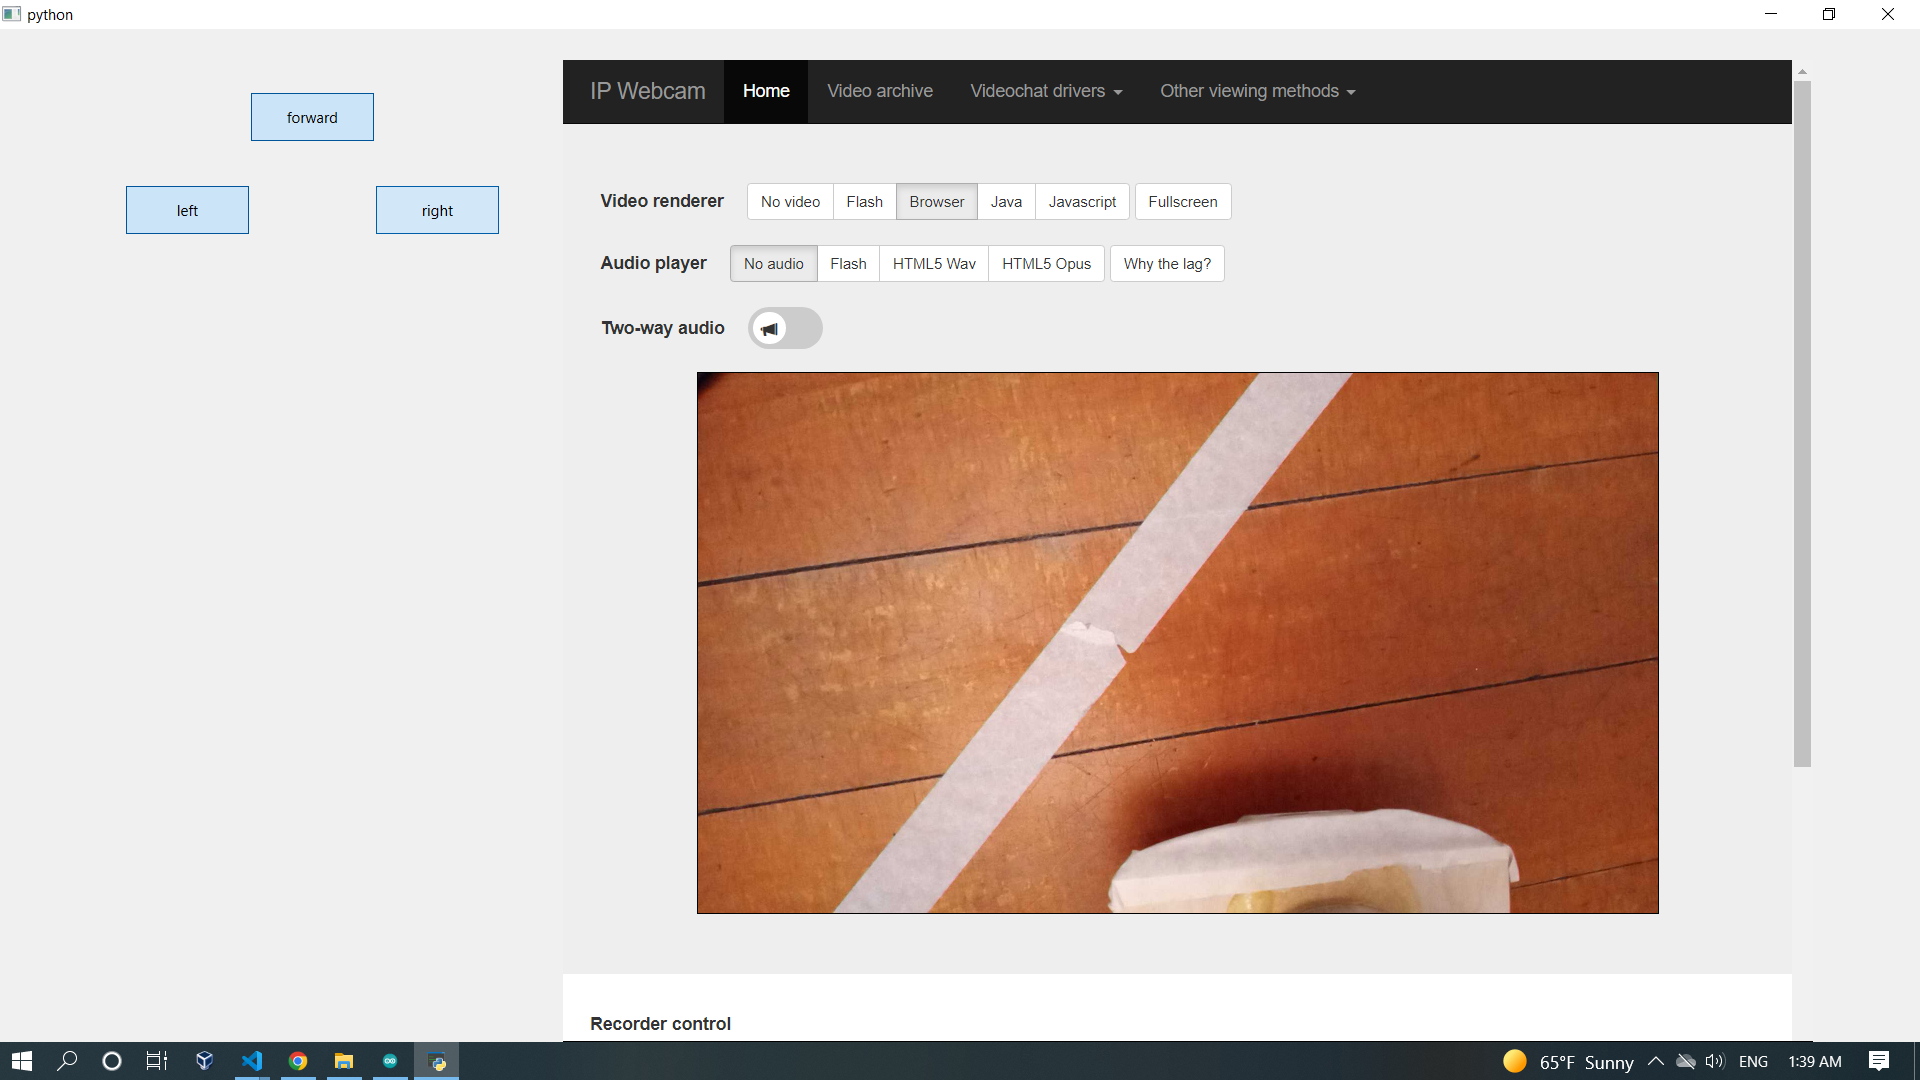 python
forward
left right
IP Webcam Home Video archive Videochat drivers Other viewing methods
Video renderer No video Flash Browser Java Javascript Fullscreen
Audio player No audio Flash HTML5 Wav HTML5 Opus Why the lag?
Two-way audio
Recorder control
65°F Sunny ENG 1:39 AM